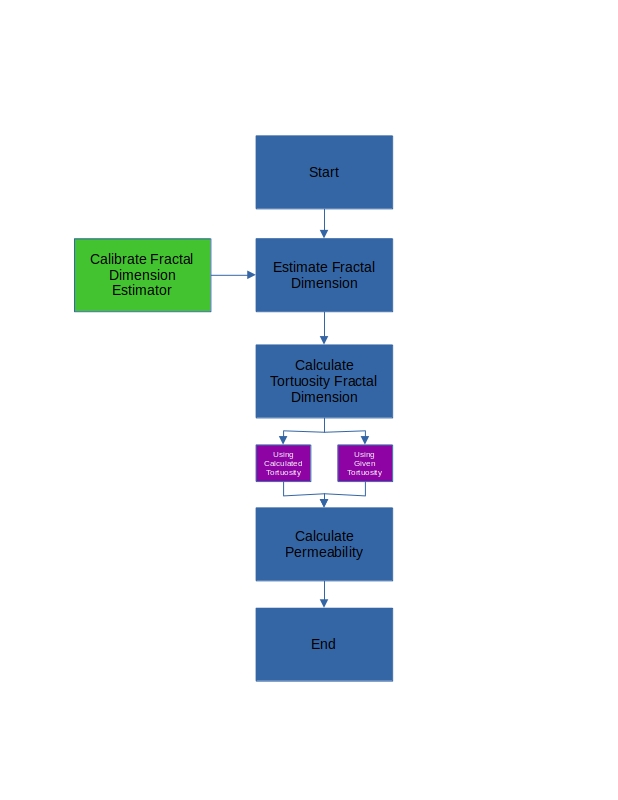 Start
Calibrate Fractal
Dimension
Estimator
Estimate Fractal
Dimension
Calculate
Tortuosity Fractal
Dimension
Using
Calculated
Tortuosity
Using
Given
Tortuosity
Calculate
Permeability
End